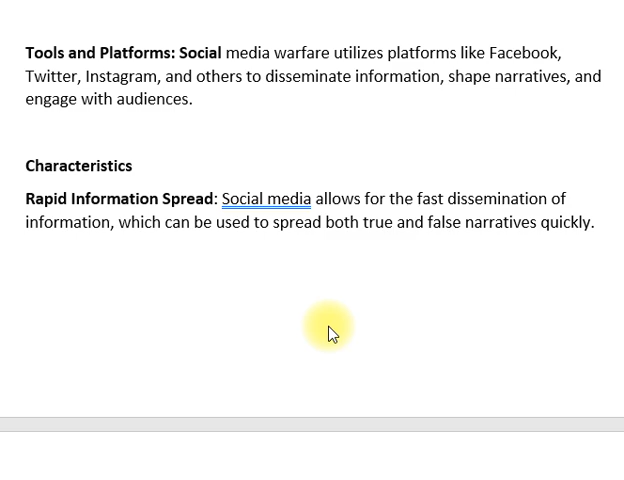 Tools and Platforms: Social media warfare utilizes platforms like Facebook,
Twitter, Instagram, and others to disseminate information, shape narratives, and
engage with audiences.
Characteristics
Rapid Information Spread: Social media allows for the fast dissemination of
information, which can be used to spread both true and false narratives quickly.